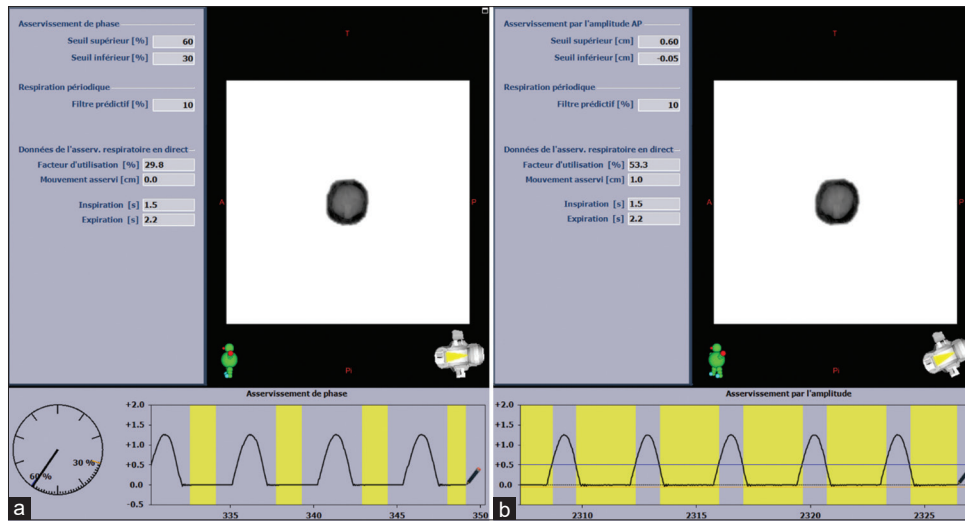 Asservissement de phase
Seuil supérieur [%] 60
Seuil inférieur [%] 30
Respiration périodique
Filtre prédictif [%] 10
Données de l'asserv. respiratoire en direct
Facteur d'utilisation [%] 29.8
Mouvement asservi [cm] 0.0
Inspiration [s] 1.5
Expiration [s] 2.2
T
A
P
Pi
Asservissement de phase
60 %
30 %
+2.0
+1.5
+1.0
+0.5
0.0
-0.5
335 340 345 350
a
Asservissement par l'amplitude AP
Seuil supérieur [cm] 0.60
Seuil inférieur [cm] -0.05
Respiration périodique
Filtre prédictif [%] 10
Données de l'asserv. respiratoire en direct
Facteur d'utilisation [%] 53.3
Mouvement asservi [cm] 1.0
Inspiration [s] 1.5
Expiration [s] 2.2
T
A
P
Pi
Asservissement par l'amplitude
+2.0
+1.5
+1.0
+0.5
0.0
2310 2315 2320 2325
b